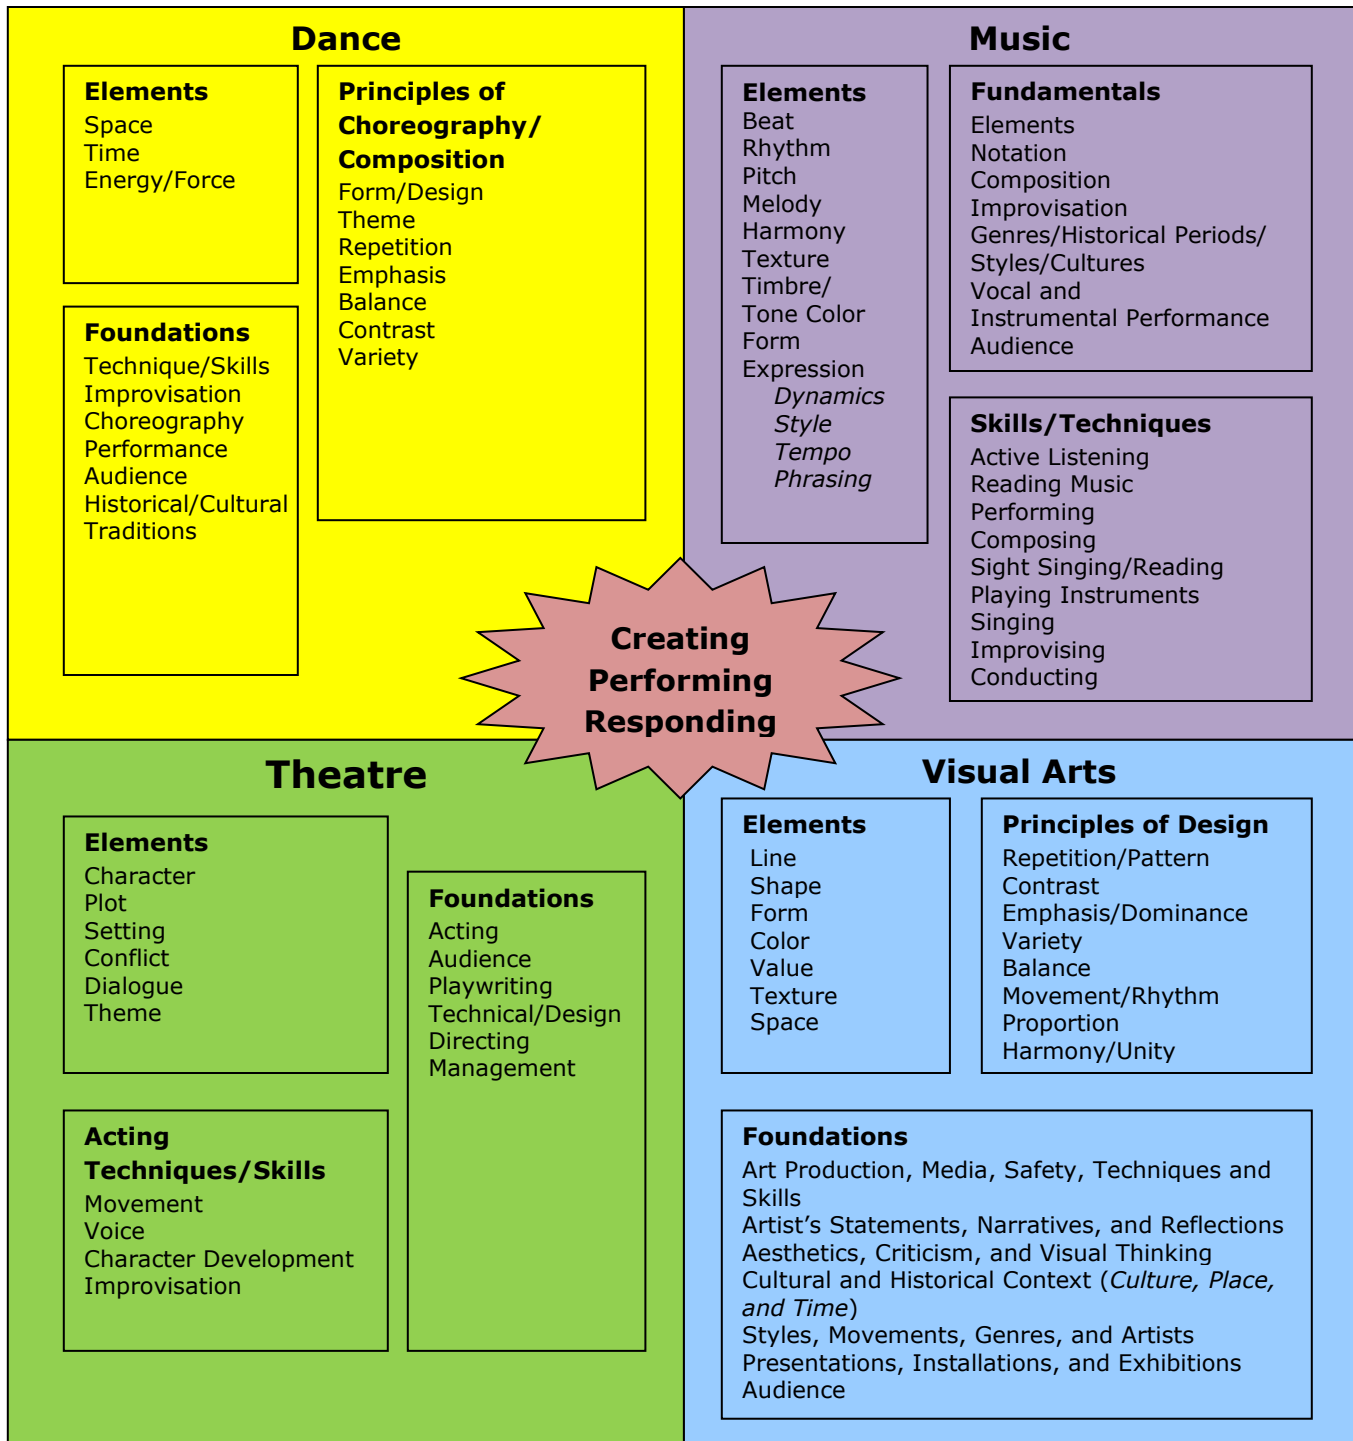 Dance
Elements
Space
Time
Energy/Force
Principles of
Choreography/
Composition
Form/Design
Theme
Repetition
Emphasis
Balance
Contrast
Variety
Foundations
Technique/Skills
Improvisation
Choreography
Performance
Audience
Historical/Cultural
Traditions
Music
Elements
Beat
Rhythm
Pitch
Melody
Harmony
Texture
Timbre/
Tone Color
Form
Expression
Dynamics
Style
Tempo
Phrasing
Fundamentals
Elements
Notation
Composition
Improvisation
Genres/Historical Periods/
Styles/Cultures
Vocal and
Instrumental Performance
Audience
Skills/Techniques
Active Listening
Reading Music
Performing
Composing
Sight Singing/Reading
Playing Instruments
Singing
Improvising
Conducting
Creating
Performing
Responding
Theatre
Elements
Character
Plot
Setting
Conflict
Dialogue
Theme
Foundations
Acting
Audience
Playwriting
Technical/Design
Directing
Management
Acting
Techniques/Skills
Movement
Voice
Character Development
Improvisation
Visual Arts
Elements
Line
Shape
Form
Color
Value
Texture
Space
Principles of Design
Repetition/Pattern
Contrast
Emphasis/Dominance
Variety
Balance
Movement/Rhythm
Proportion
Harmony/Unity
Foundations
Art Production, Media, Safety, Techniques and
Skills
Artist’s Statements, Narratives, and Reflections
Aesthetics, Criticism, and Visual Thinking
Cultural and Historical Context (Culture, Place,
and Time)
Styles, Movements, Genres, and Artists
Presentations, Installations, and Exhibitions
Audience